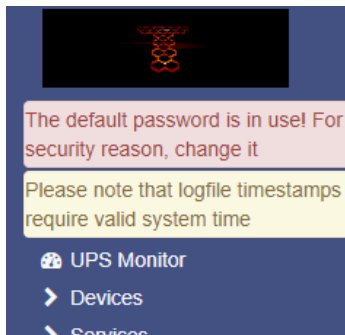 The default password is in use! For
security reason, change it
Please note that logfile timestamps
require valid system time
UPS Monitor
Devices
Services